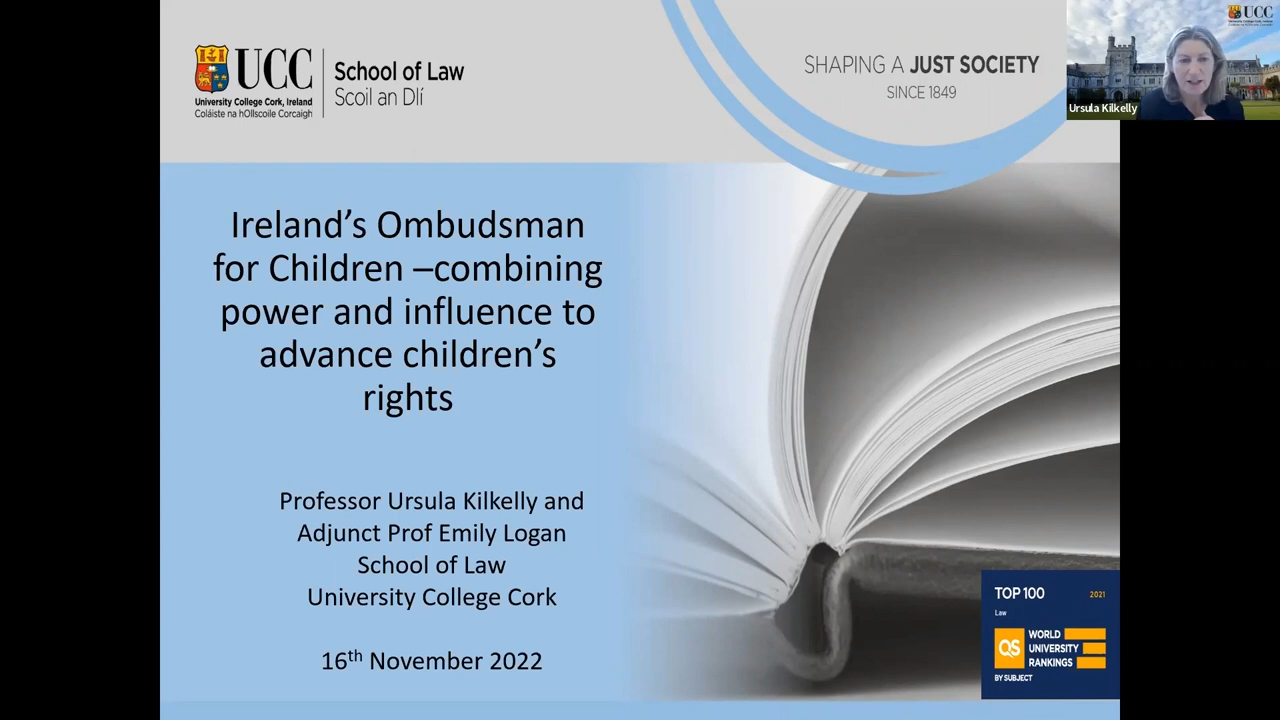 UCC
University College Cork, Ireland
Coláiste na hOllscoile Corcaigh
School of Law
Scoil an Dlí
SHAPING A JUST SOCIETY
SINCE 1849
UCC
Ursula Kilkelly
Ireland’s Ombudsman
for Children –combining
power and influence to
advance children’s
rights
Professor Ursula Kilkelly and
Adjunct Prof Emily Logan
School of Law
University College Cork
16th November 2022
TOP 100 2021
Law
QS
WORLD
UNIVERSITY
RANKINGS
BY SUBJECT